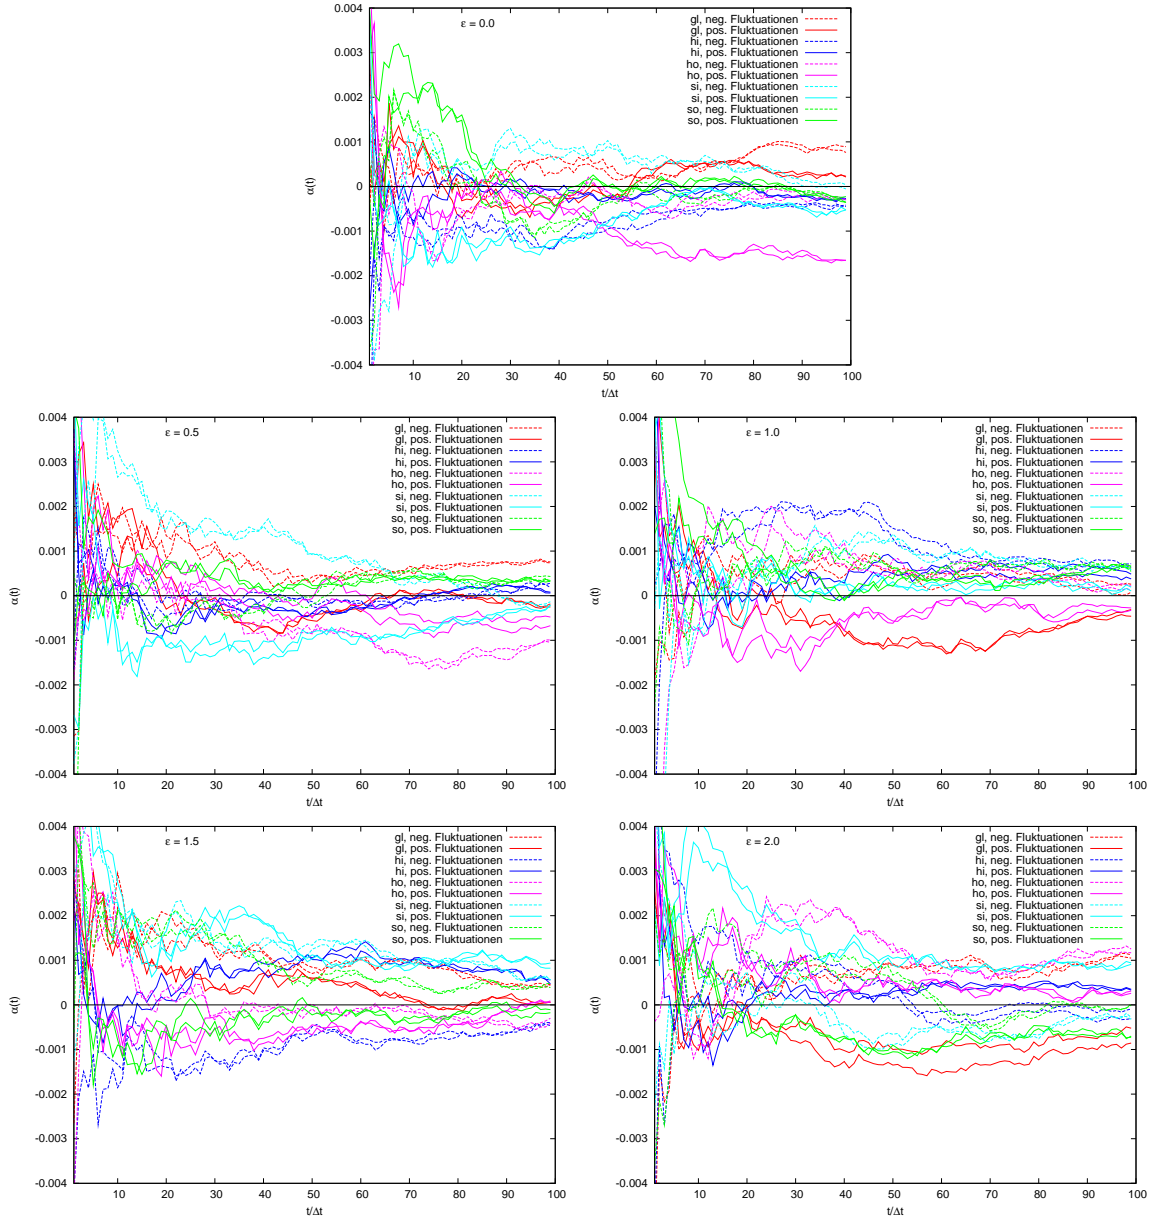 0.004
0.003
0.002
0.001
0
-0.001
-0.002
-0.003
-0.004
α(t)
ε = 0.0
gl, neg. Fluktuationen
gl, pos. Fluktuationen
hi, neg. Fluktuationen
hi, pos. Fluktuationen
ho, neg. Fluktuationen
ho, pos. Fluktuationen
si, neg. Fluktuationen
si, pos. Fluktuationen
so, neg. Fluktuationen
so, pos. Fluktuationen
10 20 30 40 50 60 70 80 90 100
t/Δt
0.004
0.003
0.002
0.001
0
-0.001
-0.002
-0.003
-0.004
α(t)
ε = 0.5
gl, neg. Fluktuationen
gl, pos. Fluktuationen
hi, neg. Fluktuationen
hi, pos. Fluktuationen
ho, neg. Fluktuationen
ho, pos. Fluktuationen
si, neg. Fluktuationen
si, pos. Fluktuationen
so, neg. Fluktuationen
so, pos. Fluktuationen
10 20 30 40 50 60 70 80 90 100
t/Δt
0.004
0.003
0.002
0.001
0
-0.001
-0.002
-0.003
-0.004
α(t)
ε = 1.0
gl, neg. Fluktuationen
gl, pos. Fluktuationen
hi, neg. Fluktuationen
hi, pos. Fluktuationen
ho, neg. Fluktuationen
ho, pos. Fluktuationen
si, neg. Fluktuationen
si, pos. Fluktuationen
so, neg. Fluktuationen
so, pos. Fluktuationen
10 20 30 40 50 60 70 80 90 100
t/Δt
0.004
0.003
0.002
0.001
0
-0.001
-0.002
-0.003
-0.004
α(t)
ε = 1.5
gl, neg. Fluktuationen
gl, pos. Fluktuationen
hi, neg. Fluktuationen
hi, pos. Fluktuationen
ho, neg. Fluktuationen
ho, pos. Fluktuationen
si, neg. Fluktuationen
si, pos. Fluktuationen
so, neg. Fluktuationen
so, pos. Fluktuationen
10 20 30 40 50 60 70 80 90 100
t/Δt
0.004
0.003
0.002
0.001
0
-0.001
-0.002
-0.003
-0.004
α(t)
ε = 2.0
gl, neg. Fluktuationen
gl, pos. Fluktuationen
hi, neg. Fluktuationen
hi, pos. Fluktuationen
ho, neg. Fluktuationen
ho, pos. Fluktuationen
si, neg. Fluktuationen
si, pos. Fluktuationen
so, neg. Fluktuationen
so, pos. Fluktuationen
10 20 30 40 50 60 70 80 90 100
t/Δt